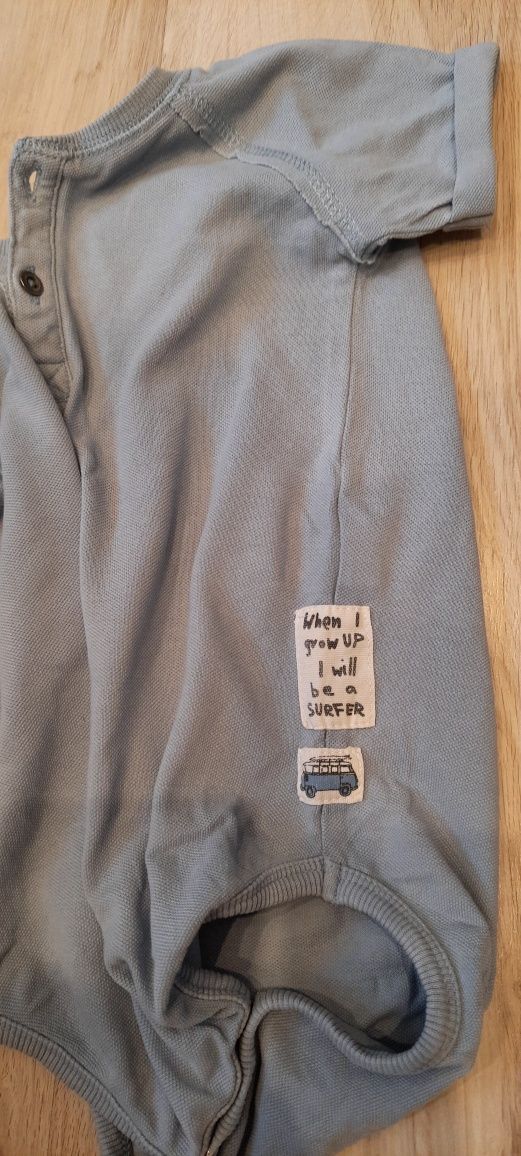 When I
grow UP
I will
be a
SURFER